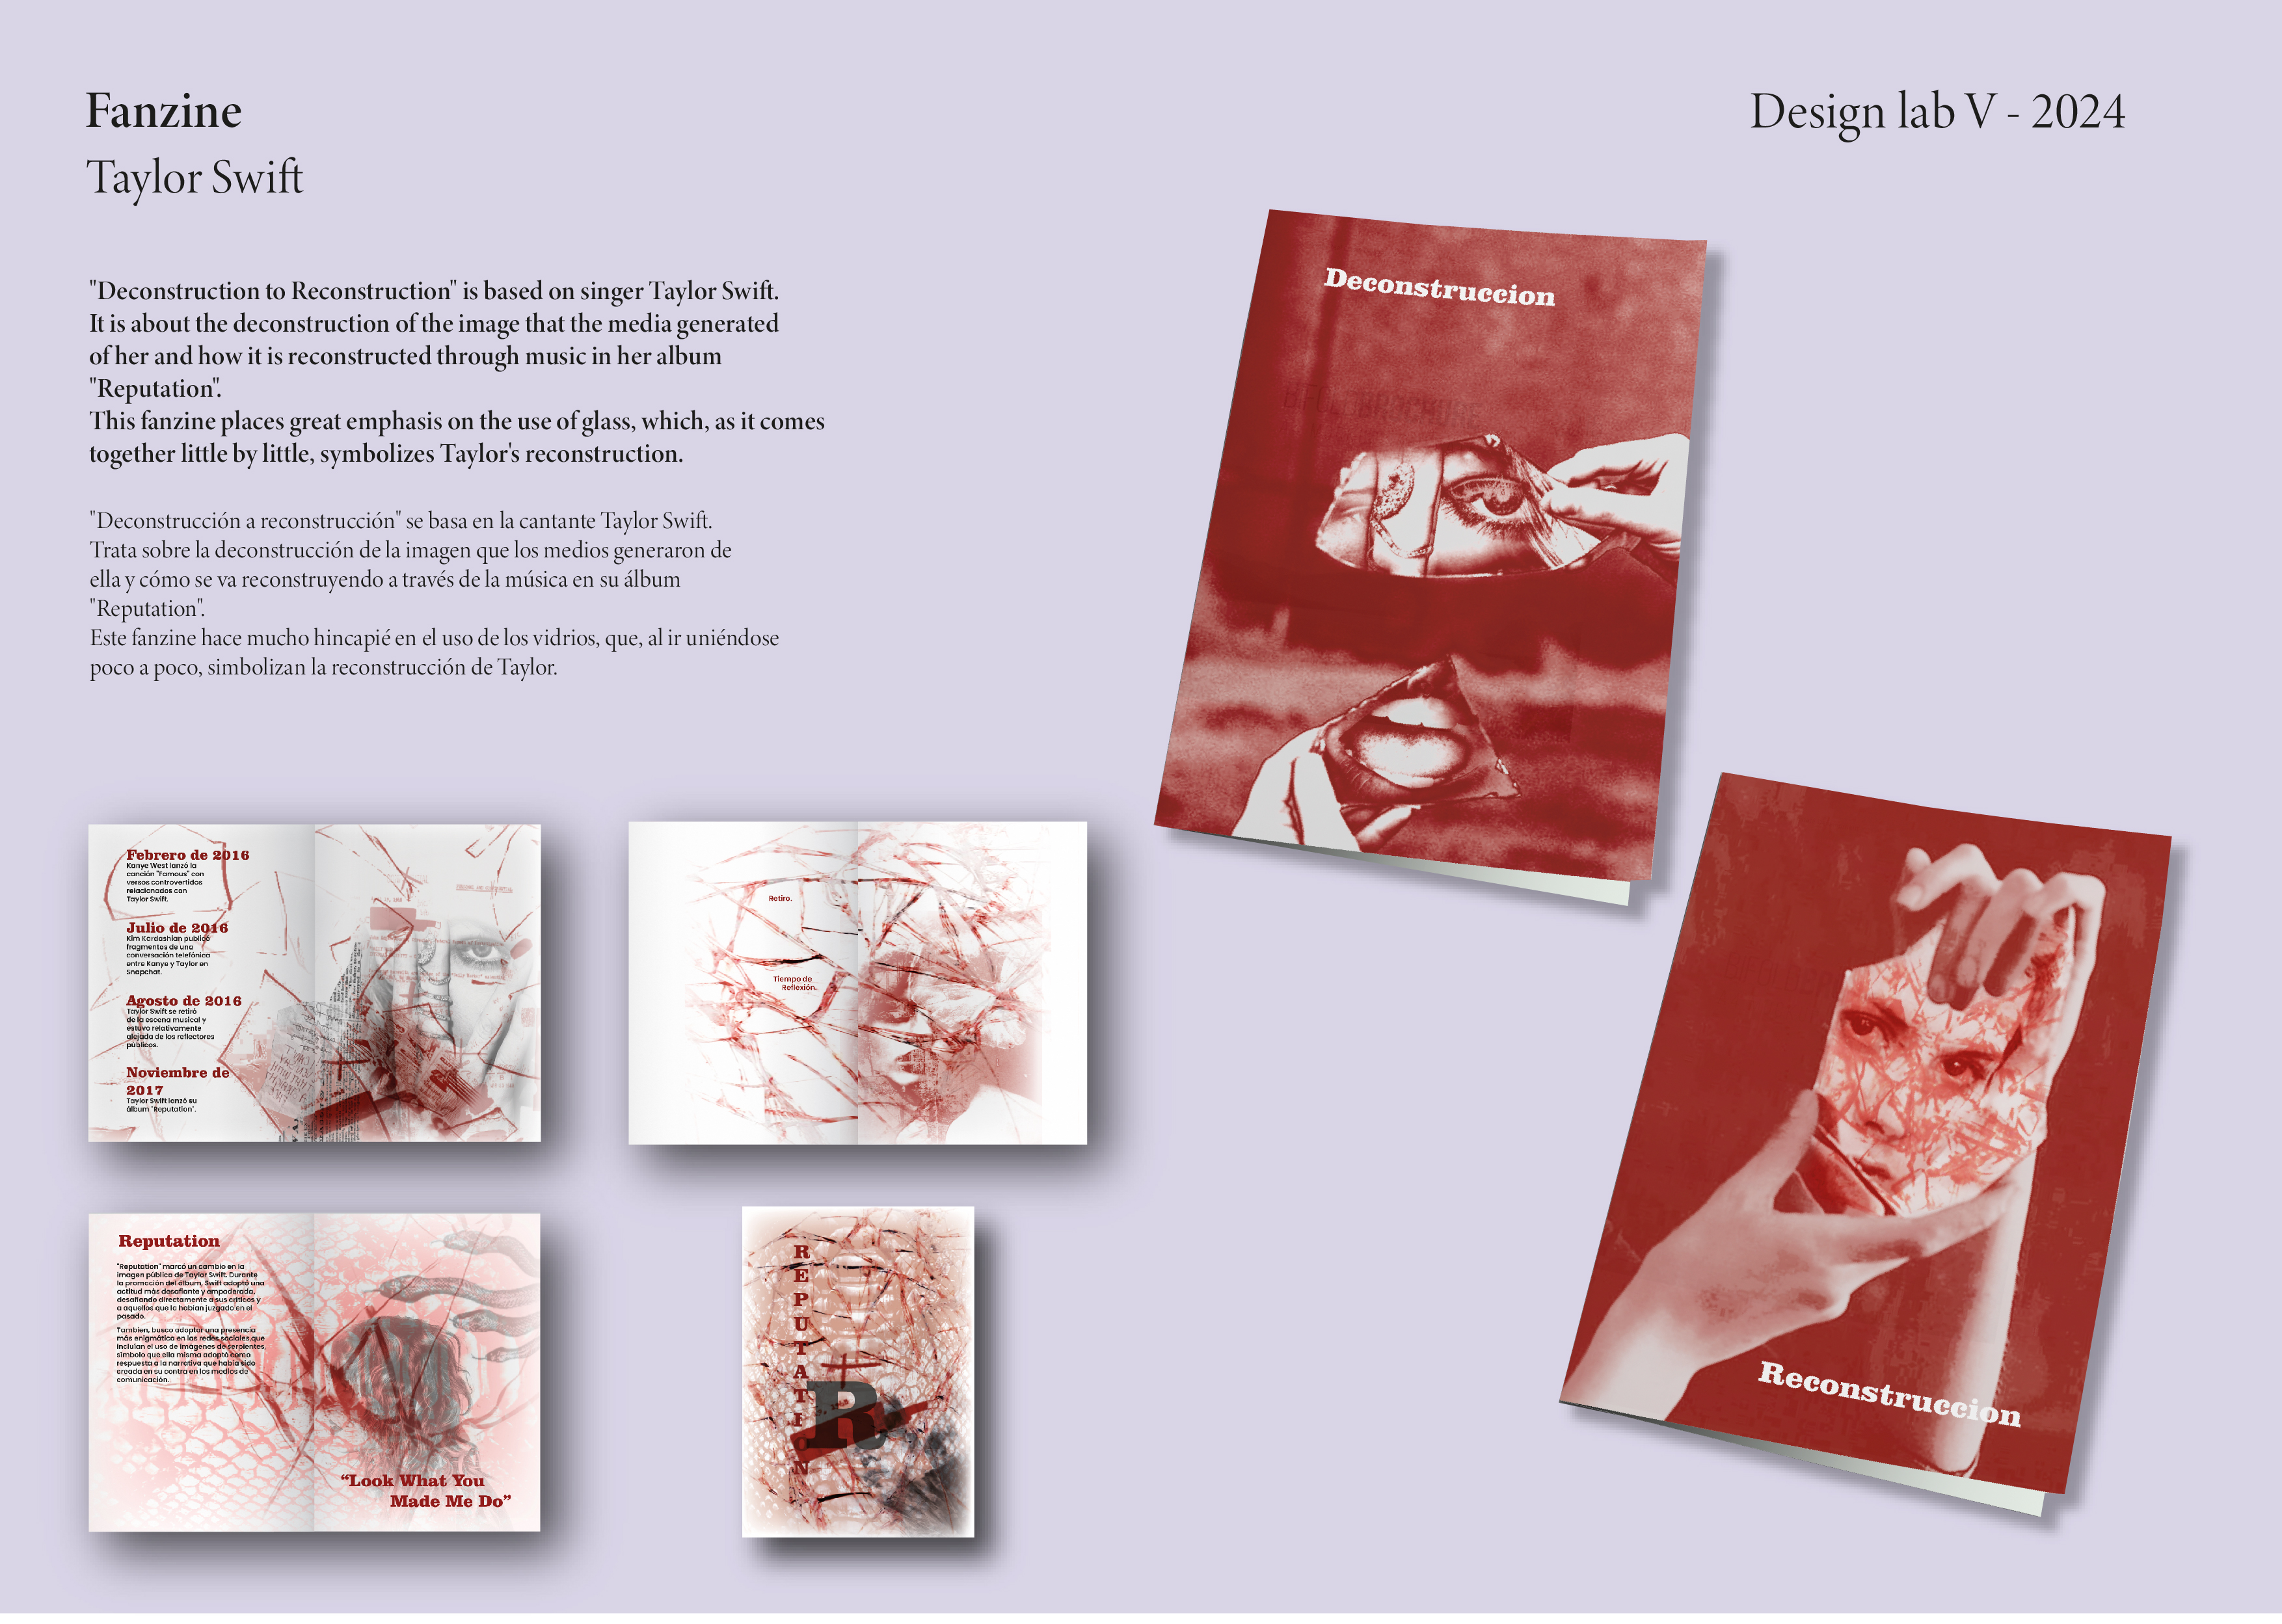 Fanzine
Taylor Swift
Design lab V - 2024
"Deconstruction to Reconstruction" is based on singer Taylor Swift.
It is about the deconstruction of the image that the media generated
of her and how it is reconstructed through music in her album
"Reputation".
This fanzine places great emphasis on the use of glass, which, as it comes
together little by little, symbolizes Taylor's reconstruction.
"Deconstrucción a reconstrucción" se basa en la cantante Taylor Swift.
Trata sobre la deconstrucción de la imagen que los medios generaron de
ella y cómo se va reconstruyendo a través de la música en su álbum
"Reputation".
Este fanzine hace mucho hincapié en el uso de los vidrios, que, al ir uniéndose
poco a poco, simbolizan la reconstrucción de Taylor.
Deconstruccion
Reconstruccion
Febrero de 2016
Kanye West lanzó la
canción "Famous" con
versos controvertidos
relacionados con
Taylor Swift.
Julio de 2016
Kim Kardashian publicó
fragmentos de una
conversación telefónica
entre Kanye y Taylor en
Snapchat.
Agosto de 2016
Taylor Swift se retiró
de la escena musical y
estuvo relativamente
alejada de los reflectores
públicos.
Noviembre de
2017
Taylor Swift lanzó su
álbum "Reputation".
Retiro.
Tiempo de
Reflexión.
Reputation
"Reputation" marcó un cambio en la
imagen pública de Taylor Swift. Durante
la promoción del álbum, Swift adoptó una
actitud más desafiante y empoderada,
desafiando directamente a sus críticos y
a aquellos que la habían juzgado en el
pasado.
Tambien, busco adoptar una presencia
más enigmática en las redes sociales,que
incluían el uso de imágenes de serpientes,
símbolo que ella misma adoptó como
respuesta a la narrativa que había sido
creada en su contra en los medios de
comunicación.
“Look What You
Made Me Do”
REPUTATION
R